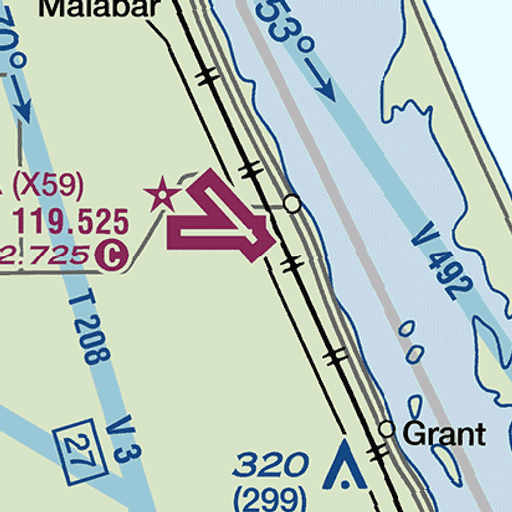 Malabar
70°
53°
(X59)
119.525
2.725 C
V 492
T 208
V 3
27
Grant
320
(299)